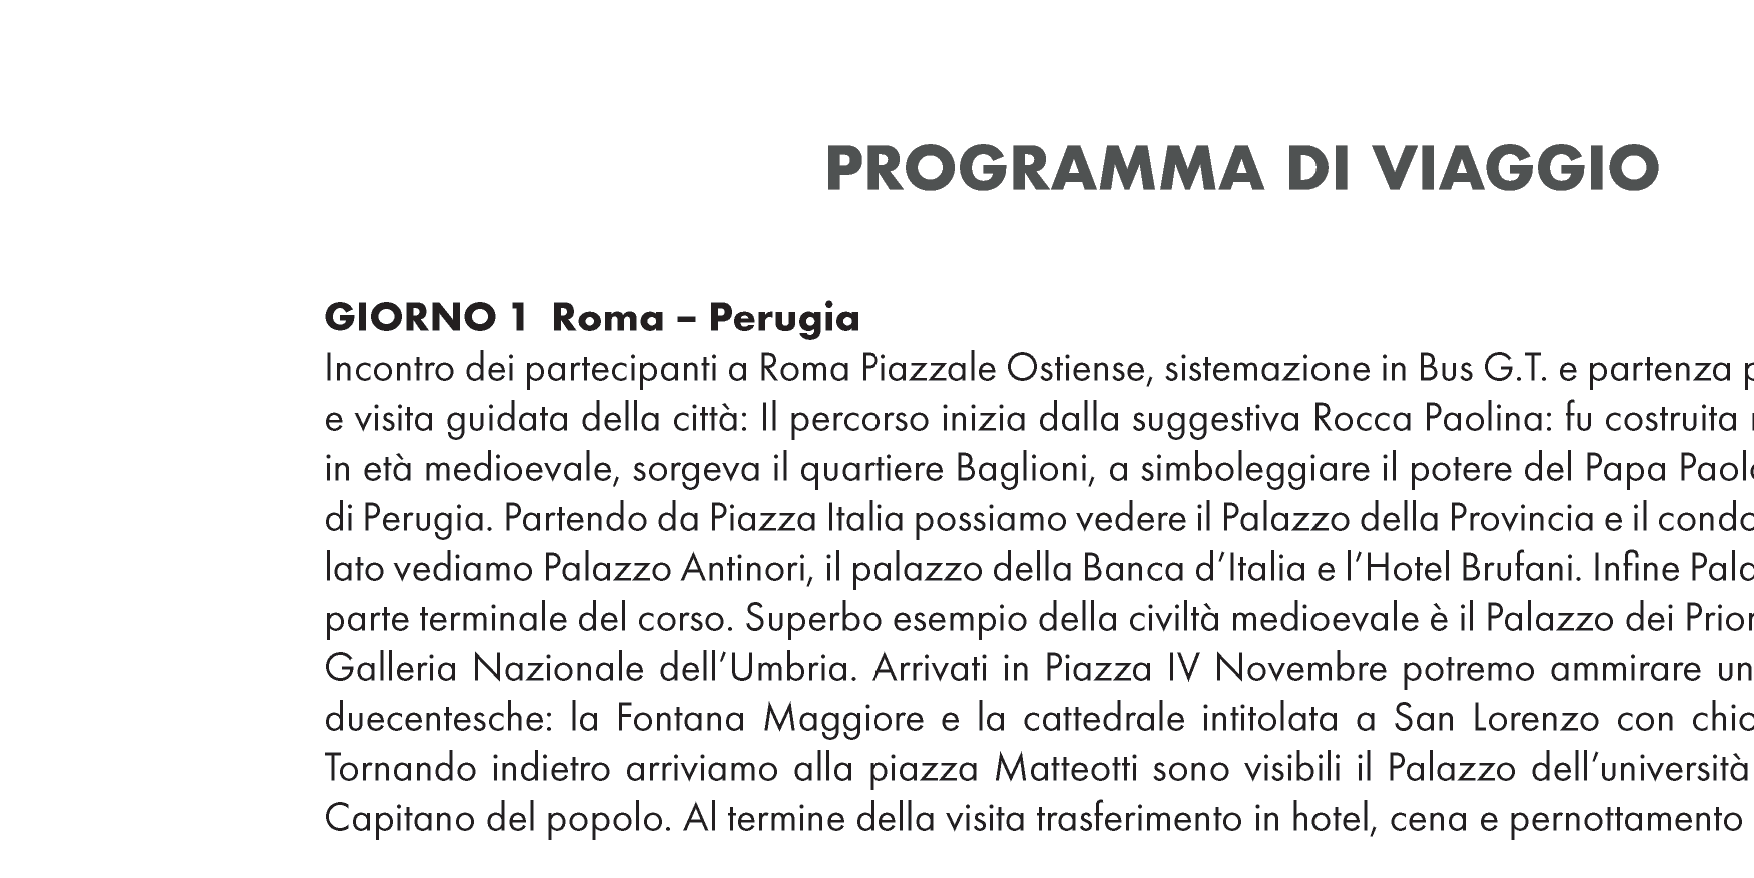 PROGRAMMA DI VIAGGIO
GIORNO 1 Roma – Perugia
Incontro dei partecipanti a Roma Piazzale Ostiense, sistemazione in Bus G.T. e partenza
e visita guidata della città: Il percorso inizia dalla suggestiva Rocca Paolina: fu costruita
in età medioevale, sorgeva il quartiere Baglioni, a simboleggiare il potere del Papa
di Perugia. Partendo da Piazza Italia possiamo vedere il Palazzo della Provincia e il
lato vediamo Palazzo Antinori, il palazzo della Banca d’Italia e l’Hotel Brufani. Infine
parte terminale del corso. Superbo esempio della civiltà medioevale è il Palazzo dei
Galleria Nazionale dell’Umbria. Arrivati in Piazza IV Novembre potremo ammirare
duecentesche: la Fontana Maggiore e la cattedrale intitolata a San Lorenzo con
Tornando indietro arriviamo alla piazza Matteotti sono visibili il Palazzo dell’università
Capitano del popolo. Al termine della visita trasferimento in hotel, cena e pernottamento